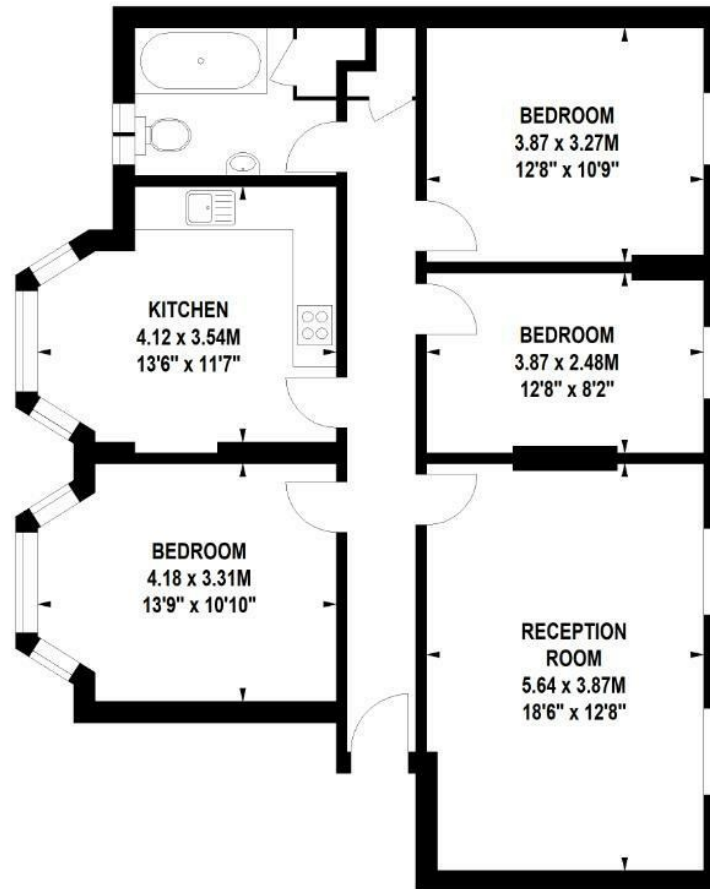 BEDROOM
3.87 x 3.27M
12'8" x 10'9"
KITCHEN
4.12 x 3.54M
13'6" x 11'7"
BEDROOM
3.87 x 2.48M
12'8" x 8'2"
BEDROOM
4.18 x 3.31M
13'9" x 10'10"
RECEPTION
ROOM
5.64 x 3.87M
18'6" x 12'8"